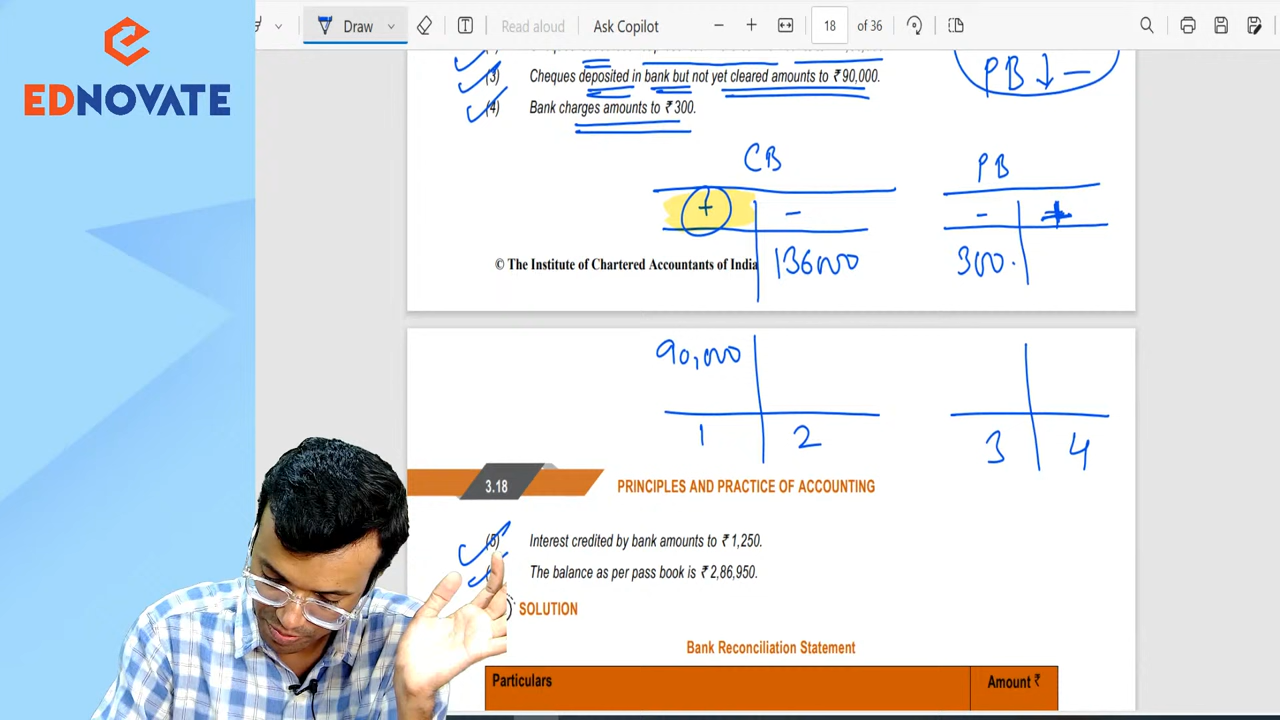 Draw
Read aloud
Ask Copilot
18 of 36
EDNOVATE
(3) Cheques deposited in bank but not yet cleared amounts to ₹ 90,000.
PB ↓ —
(4) Bank charges amounts to ₹ 300.
CB
PB
+ -
- +
136000
300.
© The Institute of Chartered Accountants of India
90,000
1 2
3 4
3.18 PRINCIPLES AND PRACTICE OF ACCOUNTING
(5) Interest credited by bank amounts to ₹ 1,250.
The balance as per pass book is ₹ 2,86,950.
SOLUTION
Bank Reconciliation Statement
Particulars Amount ₹